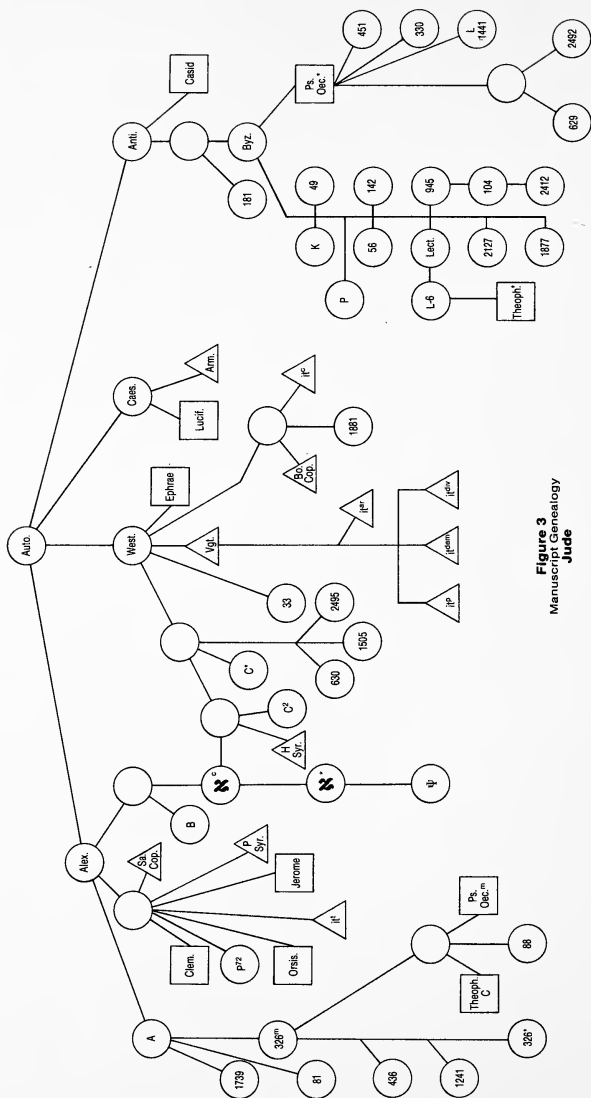 Auto.
Alex.
West.
Caes.
Anti.
Casid
A
1739
81
326ᵐ
436
1241
326*
Theoph.
C
88
Ps.
Oec.ᵐ
Clem.
P⁷²
Orsis.
itᵗ
Jerome
P
Syr.
Sa.
Cop.
B
ℵᶜ
ℵ*
Ψ
H
Syr.
C²
C*
630
1505
2495
33
Vgt.
Ephrae
itᵃʳ
itᵖ
itᵈᵉᵐ
itᵈⁱᵛ
Bo.
Cop.
1881
itᶜ
Lucif.
Arm.
181
Byz.
K
49
P
56
142
L-6
Lect.
945
104
2412
Theoph*
2127
1877
Ps.
Oec.*
451
330
L
1441
629
2492
Figure 3
Manuscript Genealogy
Jude